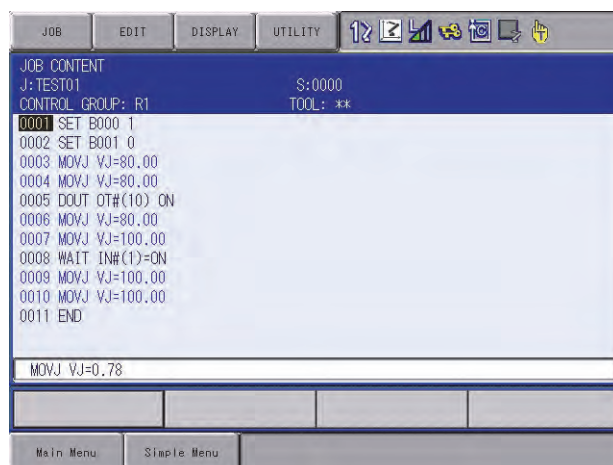 JOB EDIT DISPLAY UTILITY
JOB CONTENT
J:TEST01 S:0000
CONTROL GROUP: R1 TOOL: **
0001 SET B000 1
0002 SET B001 0
0003 MOVJ VJ=80.00
0004 MOVJ VJ=80.00
0005 DOUT OT#(10) ON
0006 MOVJ VJ=80.00
0007 MOVJ VJ=100.00
0008 WAIT IN#(1)=ON
0009 MOVJ VJ=100.00
0010 MOVJ VJ=100.00
0011 END
MOVJ VJ=0.78
Main Menu Simple Menu